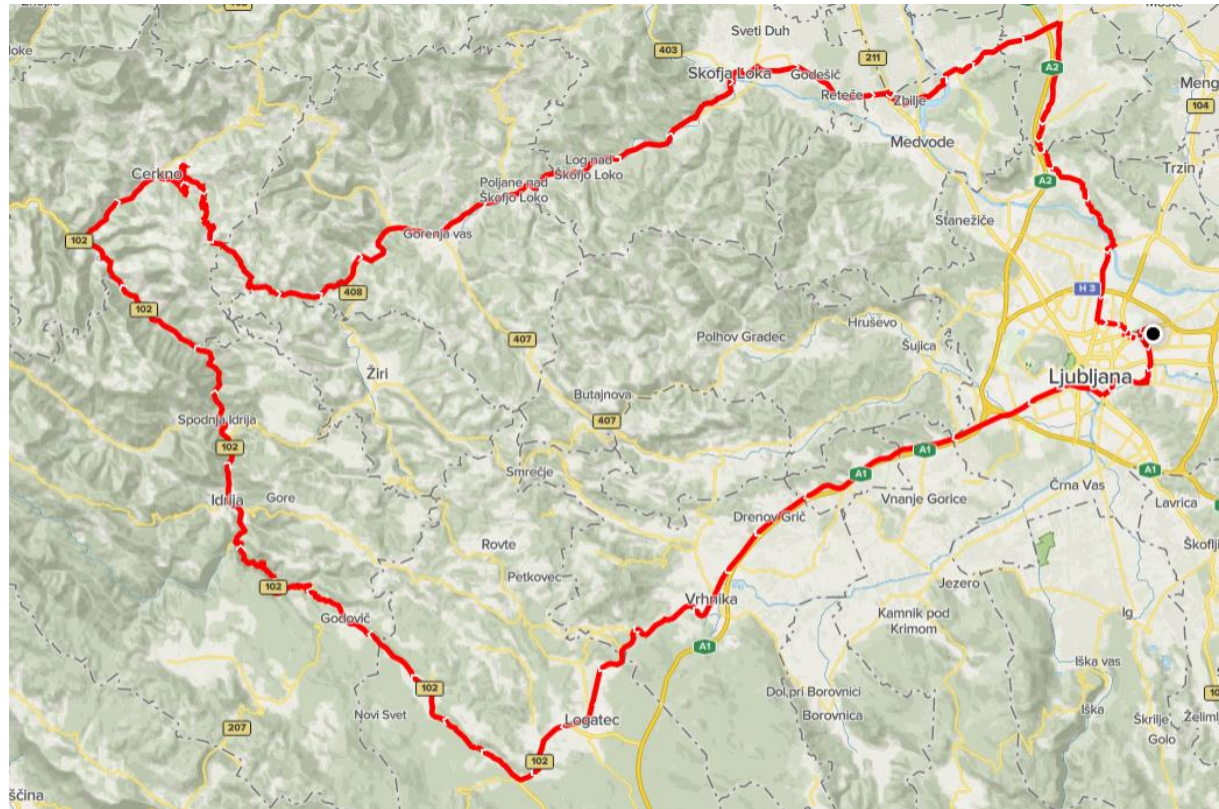 403
Sveti Duh
403
211
Škofja Loka
Godešič
A2
Reteče
Zbilje
Meng
104
Medvode
Log nad
Škofjo Loko
Trzin
Cerkno
A2
Poljane nad
Škofjo Loko
Stanežiče
Gorenja vas
102
408
H 3
102
Hruševo
Polhov Gradec
Šujica
407
Žiri
Ljubljana
Butajnova
407
Spodnja Idrija
102
A1
A1
Smrečje
A1
Črna Vas
Idrija
Gore
Vnanje Gorice
Lavrica
Drenov Grič
Rovte
Škoflj
Petkovec
Jezero
102
Vrhnika
Godovič
Kamnik pod
Krimom
Ig
A1
Iška vas
102
Dol pri Borovnici
Iška
Novi Svet
Borovnica
Škrilje
Želiml
Logatec
207
Golo
102
ščina